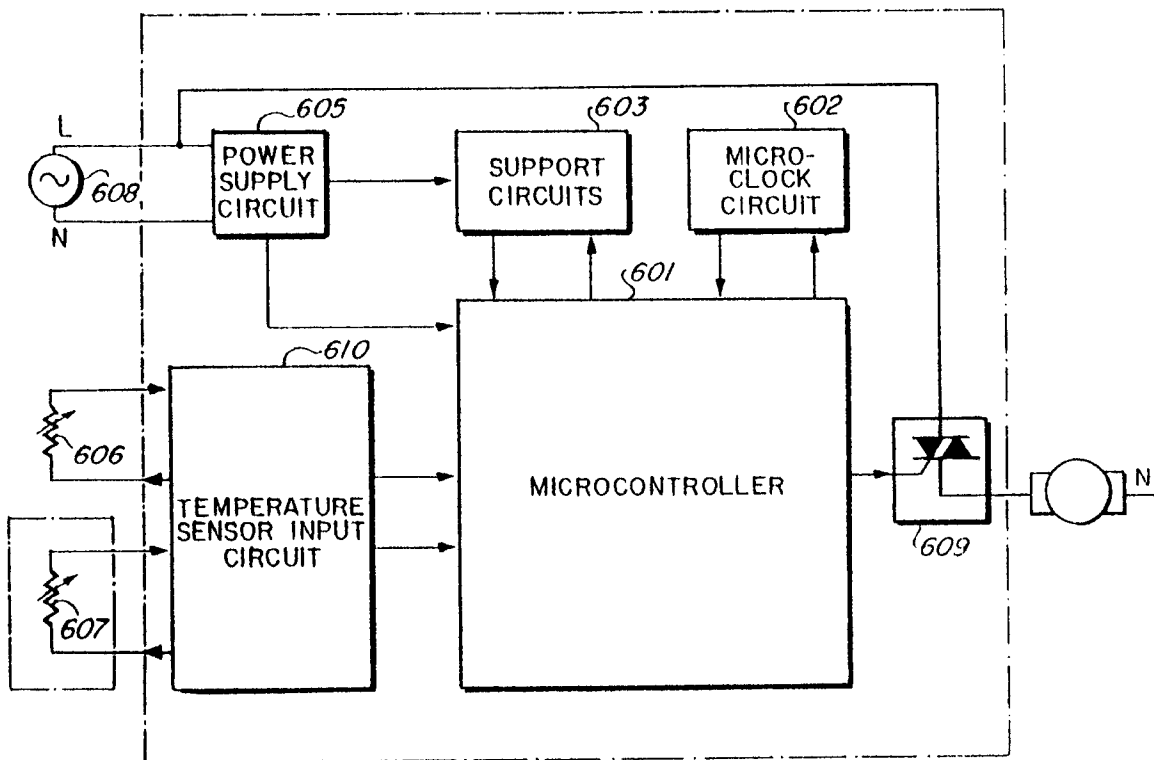 605
603
602
L
POWER
SUPPLY
CIRCUIT
SUPPORT
CIRCUITS
MICRO-
CLOCK
CIRCUIT
608
N
601
610
606
MICROCONTROLLER
N
TEMPERATURE
SENSOR INPUT
CIRCUIT
609
607